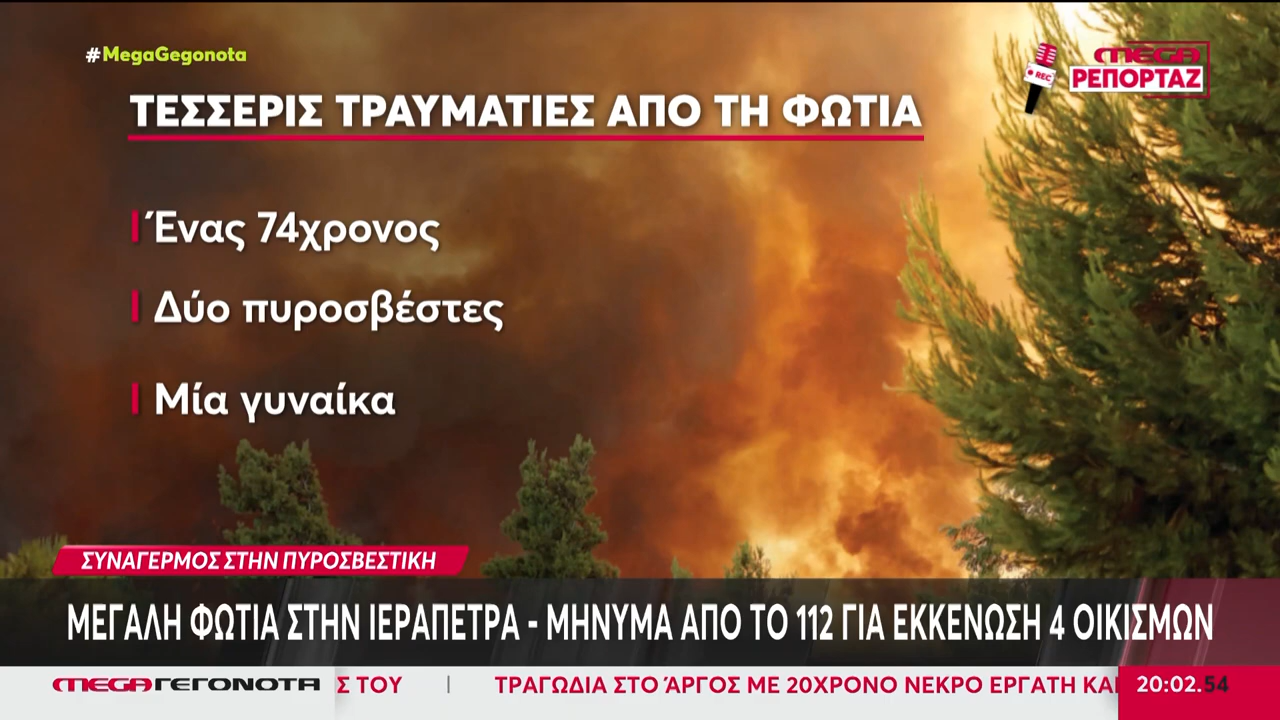 #MegaGegonota
MEGA
REC
ΡΕΠΟΡΤΑΖ
ΤΕΣΣΕΡΙΣ ΤΡΑΥΜΑΤΙΕΣ ΑΠΟ ΤΗ ΦΩΤΙΑ
Ένας 74χρονος
Δύο πυροσβέστες
Μία γυναίκα
ΣΥΝΑΓΕΡΜΟΣ ΣΤΗΝ ΠΥΡΟΣΒΕΣΤΙΚΗ
ΜΕΓΑΛΗ ΦΩΤΙΑ ΣΤΗΝ ΙΕΡΑΠΕΤΡΑ - ΜΗΝΥΜΑ ΑΠΟ ΤΟ 112 ΓΙΑ ΕΚΚΕΝΩΣΗ 4 ΟΙΚΙΣΜΩΝ
MEGAΓΕΓΟΝΟΤΑ Σ ΤΟΥ | ΤΡΑΓΩΔΙΑ ΣΤΟ ΆΡΓΟΣ ΜΕ 20ΧΡΟΝΟ ΝΕΚΡΟ ΕΡΓΑΤΗ ΚΑΙ 20:02.54